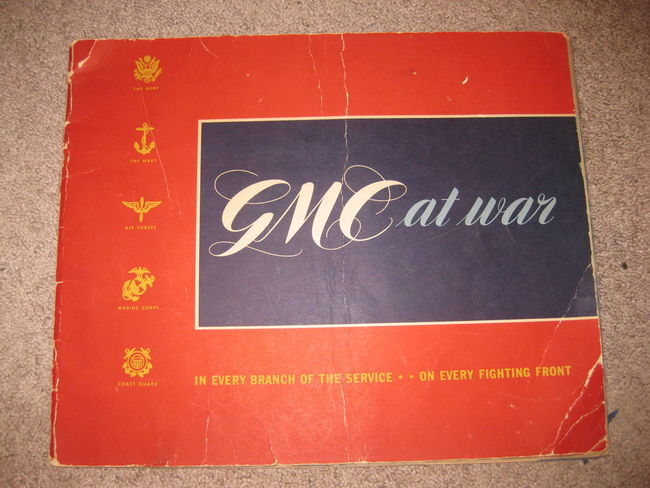 THE ARMY
THE NAVY
AIR FORCES
MARINE CORPS
COAST GUARD
GMC at war
IN EVERY BRANCH OF THE SERVICE * * ON EVERY FIGHTING FRONT